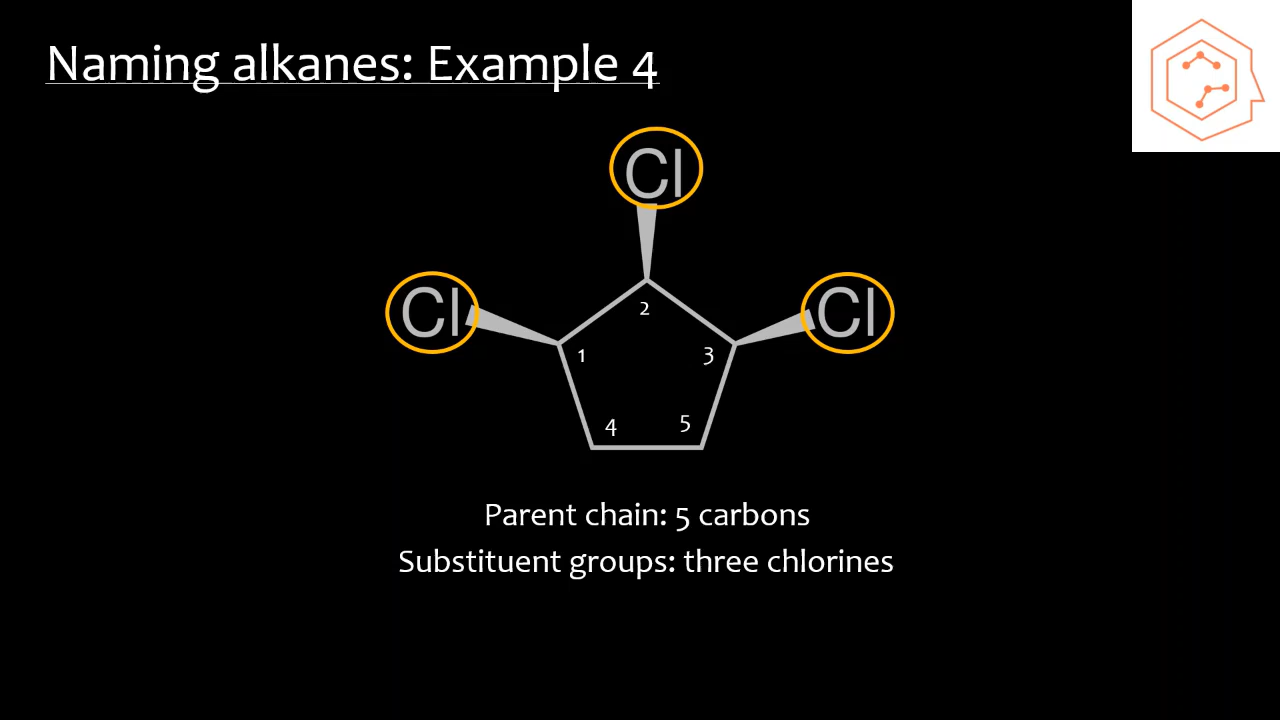 Naming alkanes: Example 4
Cl
Cl
Cl
2
1
3
4
5
Parent chain: 5 carbons
Substituent groups: three chlorines